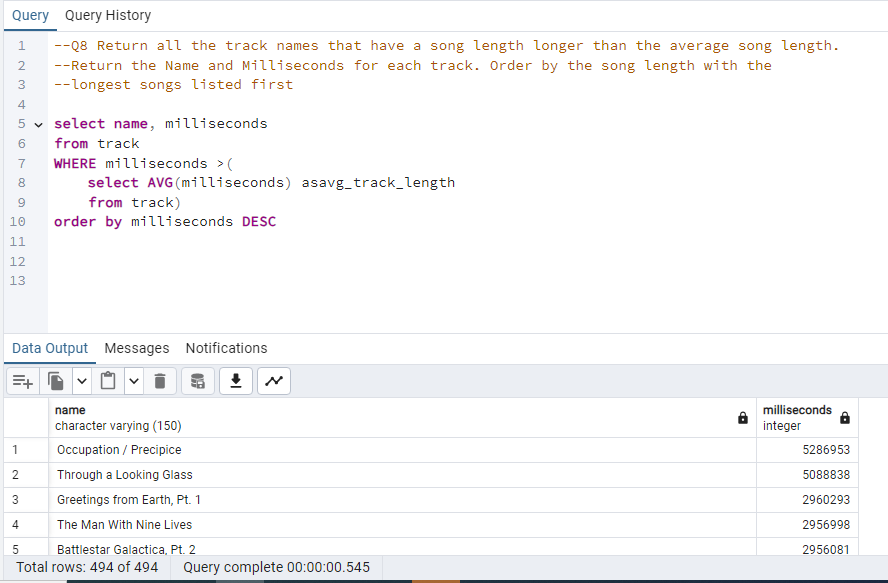 Query Query History
1 --Q8 Return all the track names that have a song length longer than the average song length.
2 --Return the Name and Milliseconds for each track. Order by the song length with the
3 --longest songs listed first
4
5 select name, milliseconds
6 from track
7 WHERE milliseconds >(
8 select AVG(milliseconds) asavg_track_length
9 from track)
10 order by milliseconds DESC
11
12
13
Data Output Messages Notifications
name milliseconds
character varying (150) integer
1 Occupation / Precipice 5286953
2 Through a Looking Glass 5088838
3 Greetings from Earth, Pt. 1 2960293
4 The Man With Nine Lives 2956998
5 Battlestar Galactica, Pt. 2 2956081
Total rows: 494 of 494 Query complete 00:00:00.545